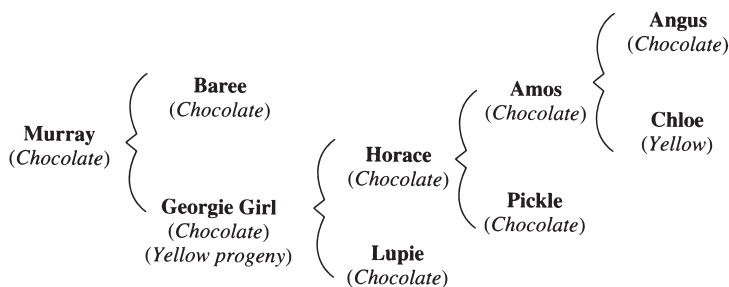 Murray
(Chocolate)
Baree
(Chocolate)
Georgie Girl
(Chocolate)
(Yellow progeny)
Horace
(Chocolate)
Lupie
(Chocolate)
Amos
(Chocolate)
Pickle
(Chocolate)
Angus
(Chocolate)
Chloe
(Yellow)